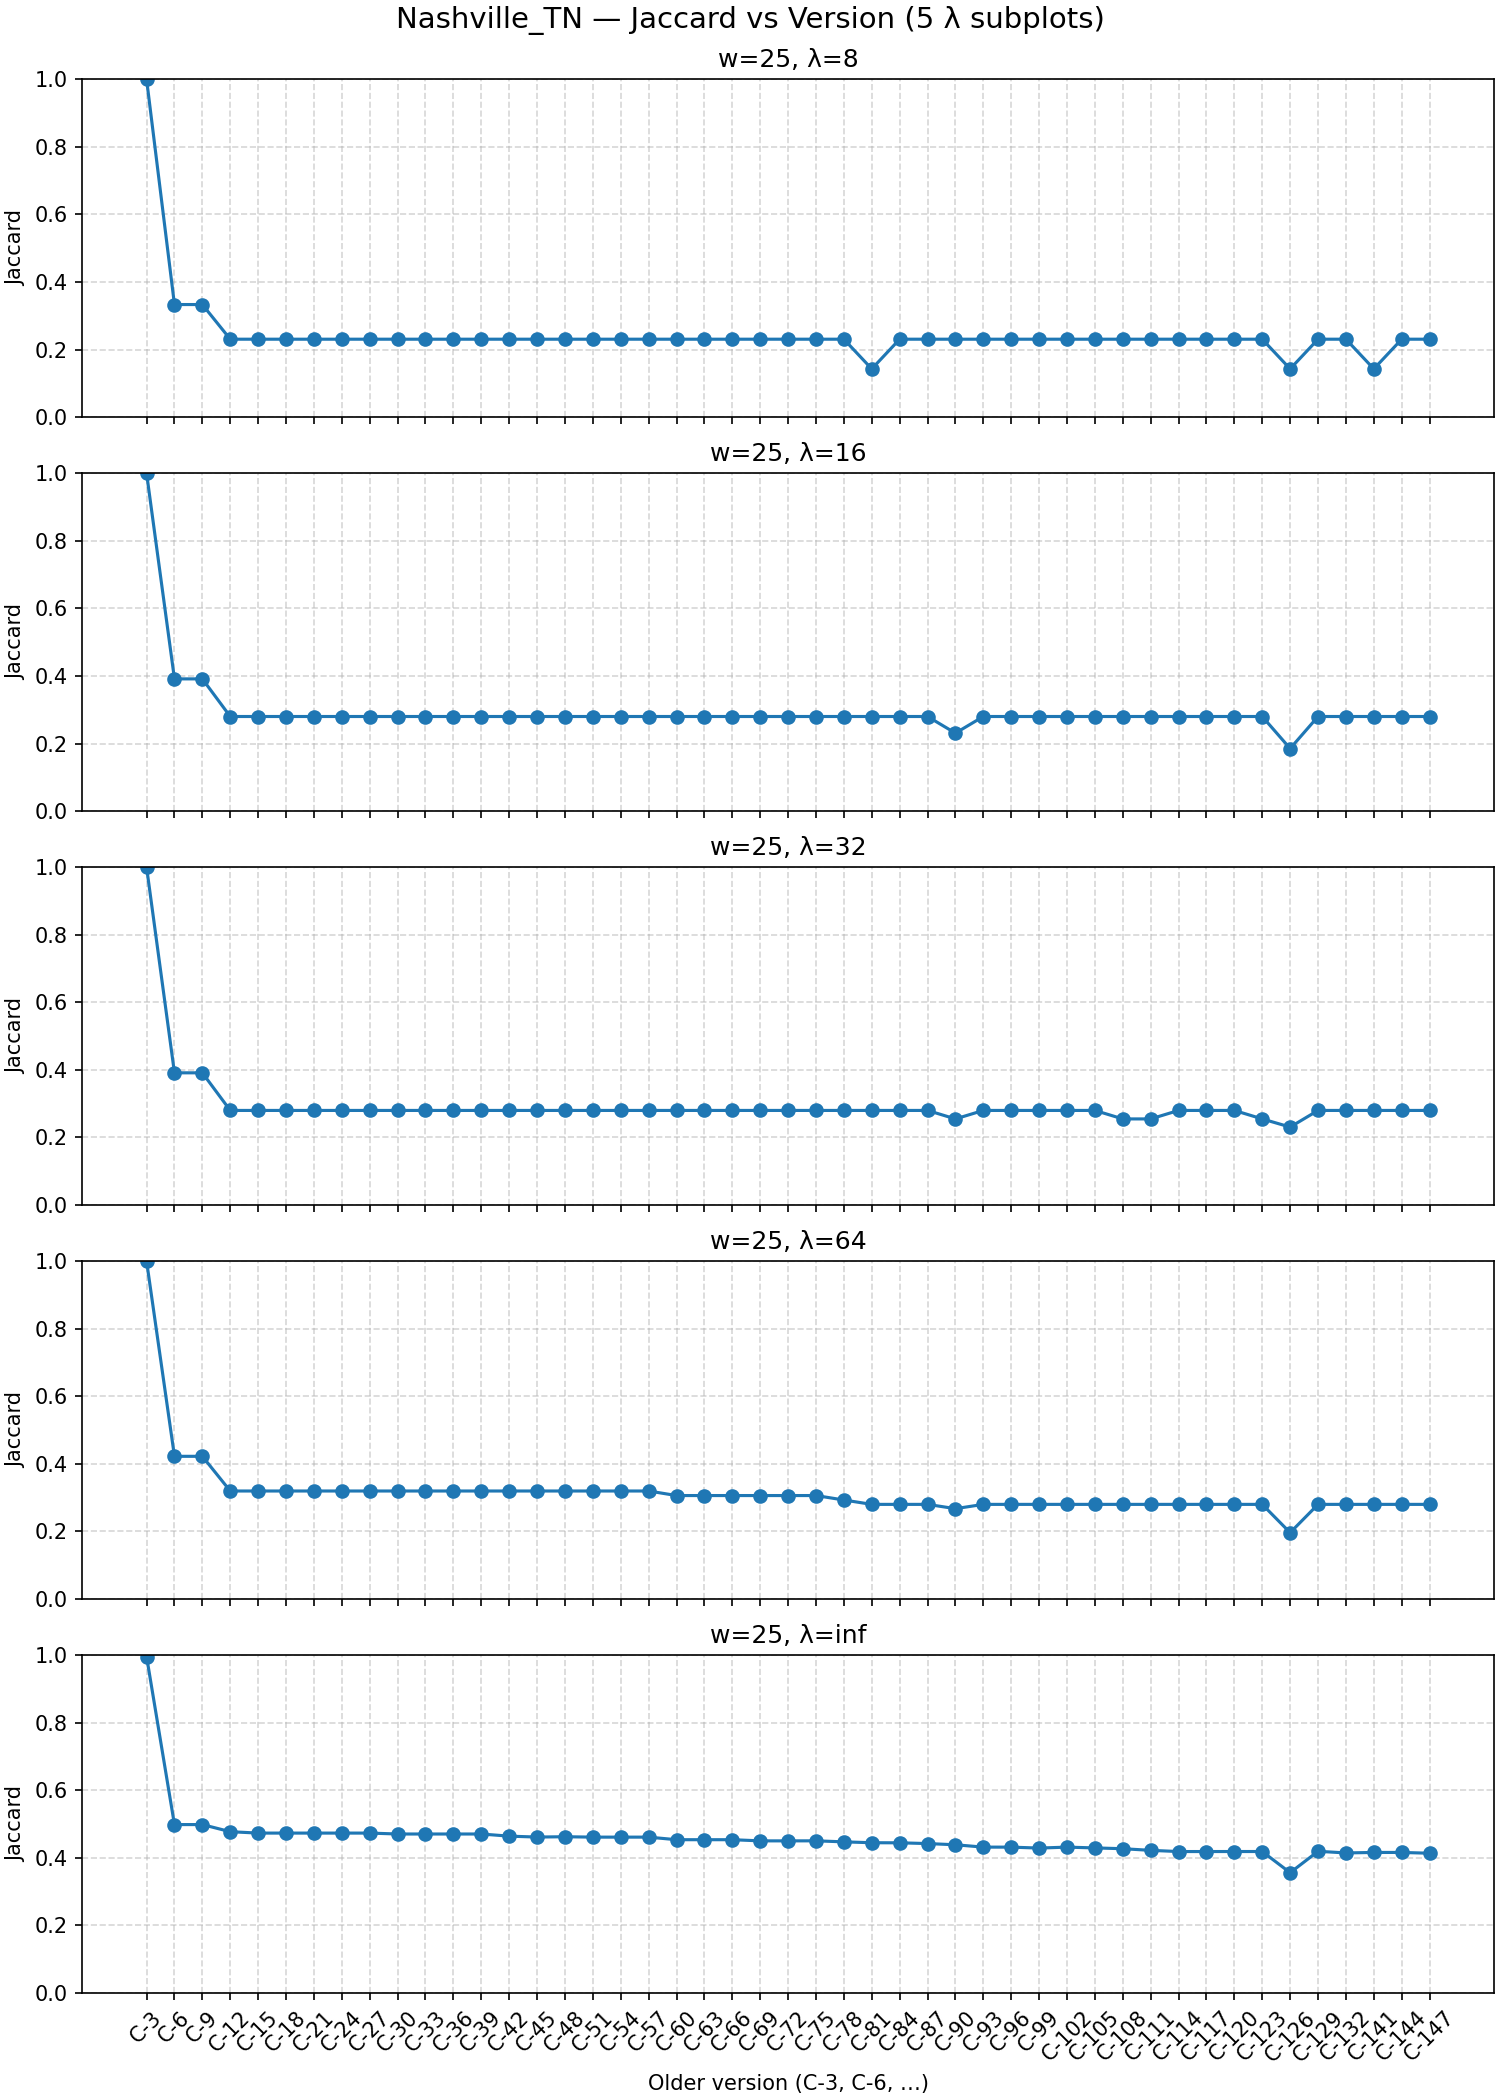 Nashville_TN — Jaccard vs Version (5 λ subplots)
w=25, λ=8
1.0
0.8
0.6
0.4
0.2
0.0
Jaccard
w=25, λ=16
1.0
0.8
0.6
0.4
0.2
0.0
Jaccard
w=25, λ=32
1.0
0.8
0.6
0.4
0.2
0.0
Jaccard
w=25, λ=64
1.0
0.8
0.6
0.4
0.2
0.0
Jaccard
w=25, λ=inf
1.0
0.8
0.6
0.4
0.2
0.0
Jaccard
C-3 C-6 C-9 C-12 C-15 C-18 C-21 C-24 C-27 C-30 C-33 C-36 C-39 C-42 C-45 C-48 C-51 C-54 C-57 C-60 C-63 C-66 C-69 C-72 C-75 C-78 C-81 C-84 C-87 C-90 C-93 C-96 C-99 C-102 C-105 C-108 C-111 C-114 C-117 C-120 C-123 C-126 C-129 C-132 C-141 C-144 C-147
Older version (C-3, C-6, ...)